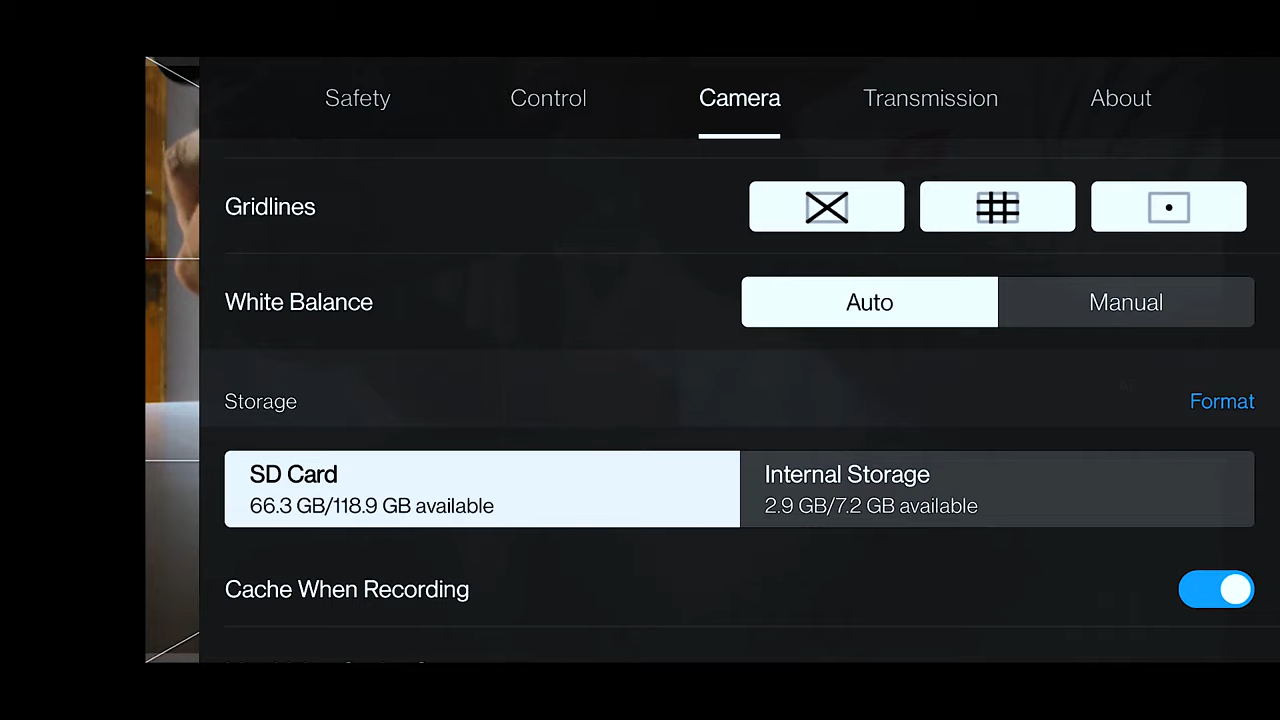 Safety Control Camera Transmission About
Gridlines
White Balance Auto Manual
Storage Format
SD Card Internal Storage
66.3 GB/118.9 GB available 2.9 GB/7.2 GB available
Cache When Recording